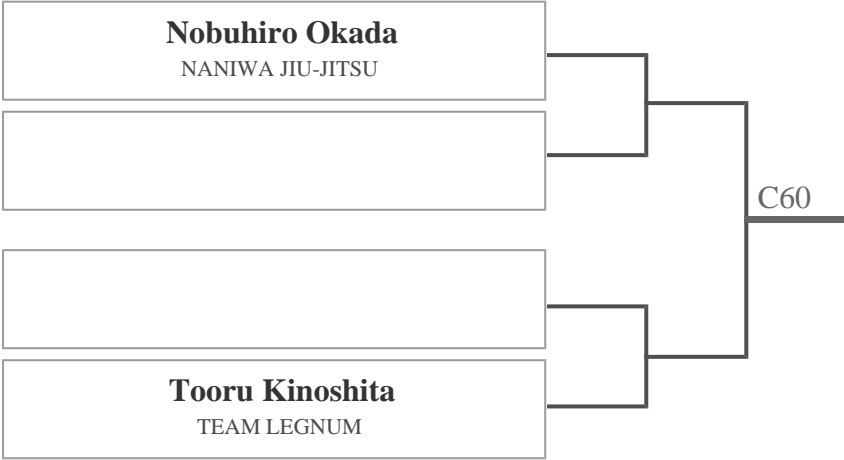 Nobuhiro Okada
NANIWA JIU-JITSU
C60
Tooru Kinoshita
TEAM LEGNUM